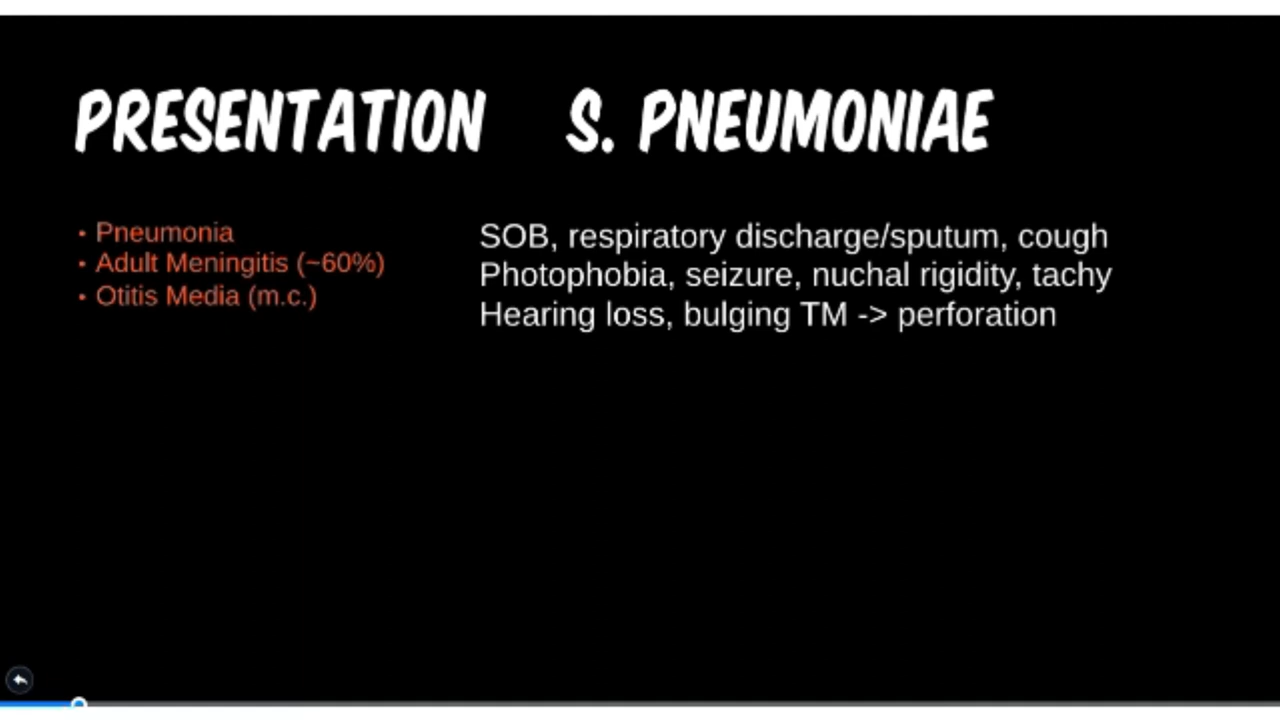 PRESENTATION S. PNEUMONIAE
• Pneumonia
• Adult Meningitis (~60%)
• Otitis Media (m.c.)
SOB, respiratory discharge/sputum, cough
Photophobia, seizure, nuchal rigidity, tachy
Hearing loss, bulging TM -> perforation